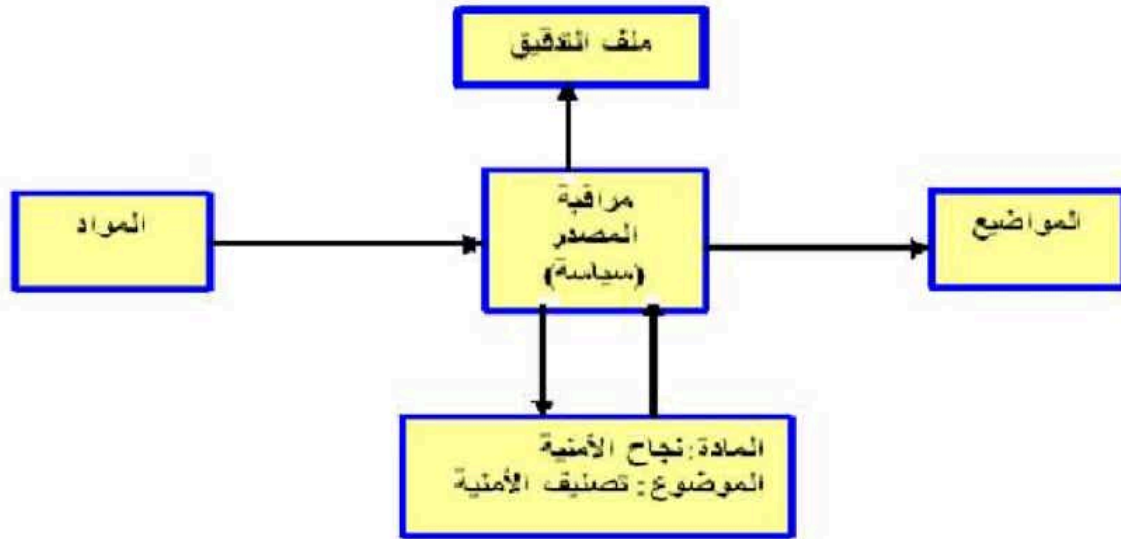 ملف التدقيق
المواضيع
مراقبة
المصدر
(سياسة)
المواد
المادة: نجاح الأمنية
الموضوع: تصنيف الأمنية